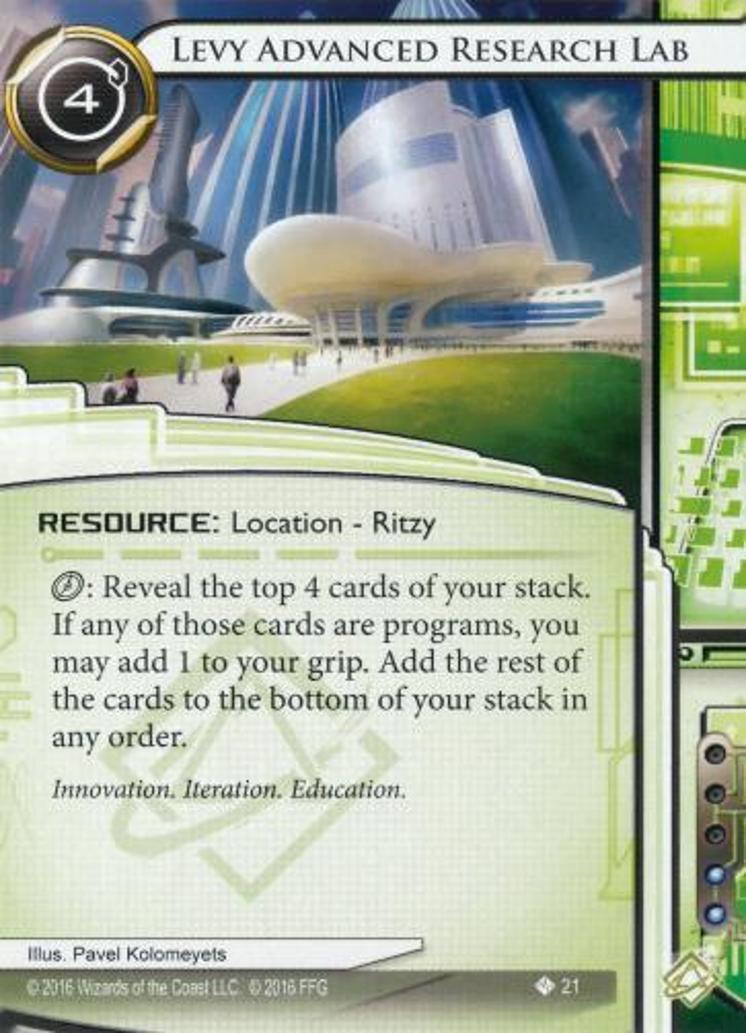 4
LEVY ADVANCED RESEARCH LAB
RESOURCE: Location - Ritzy
: Reveal the top 4 cards of your stack.
If any of those cards are programs, you
may add 1 to your grip. Add the rest of
the cards to the bottom of your stack in
any order.
Innovation. Iteration. Education.
Illus. Pavel Kolomeyets
© 2016 Wizards of the Coast LLC. © 2016 FFG
21